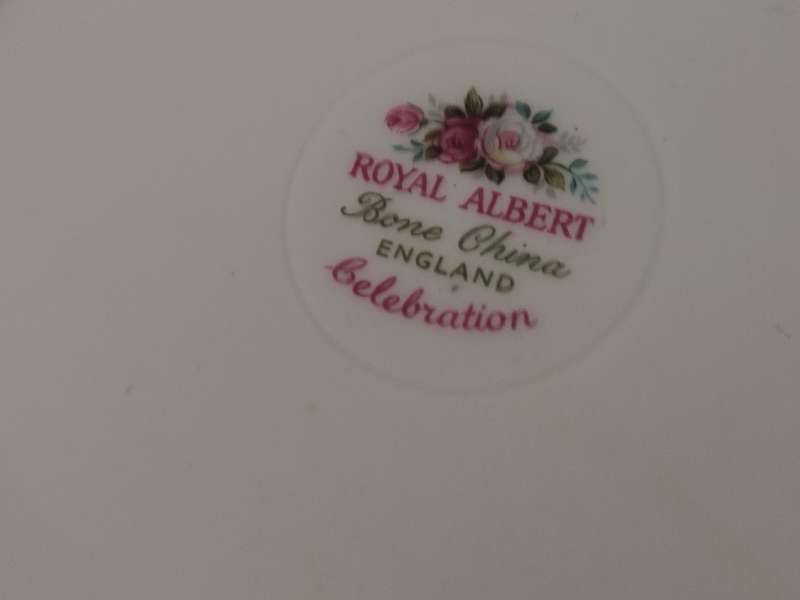 ROYAL ALBERT
Bone China
ENGLAND
Celebration